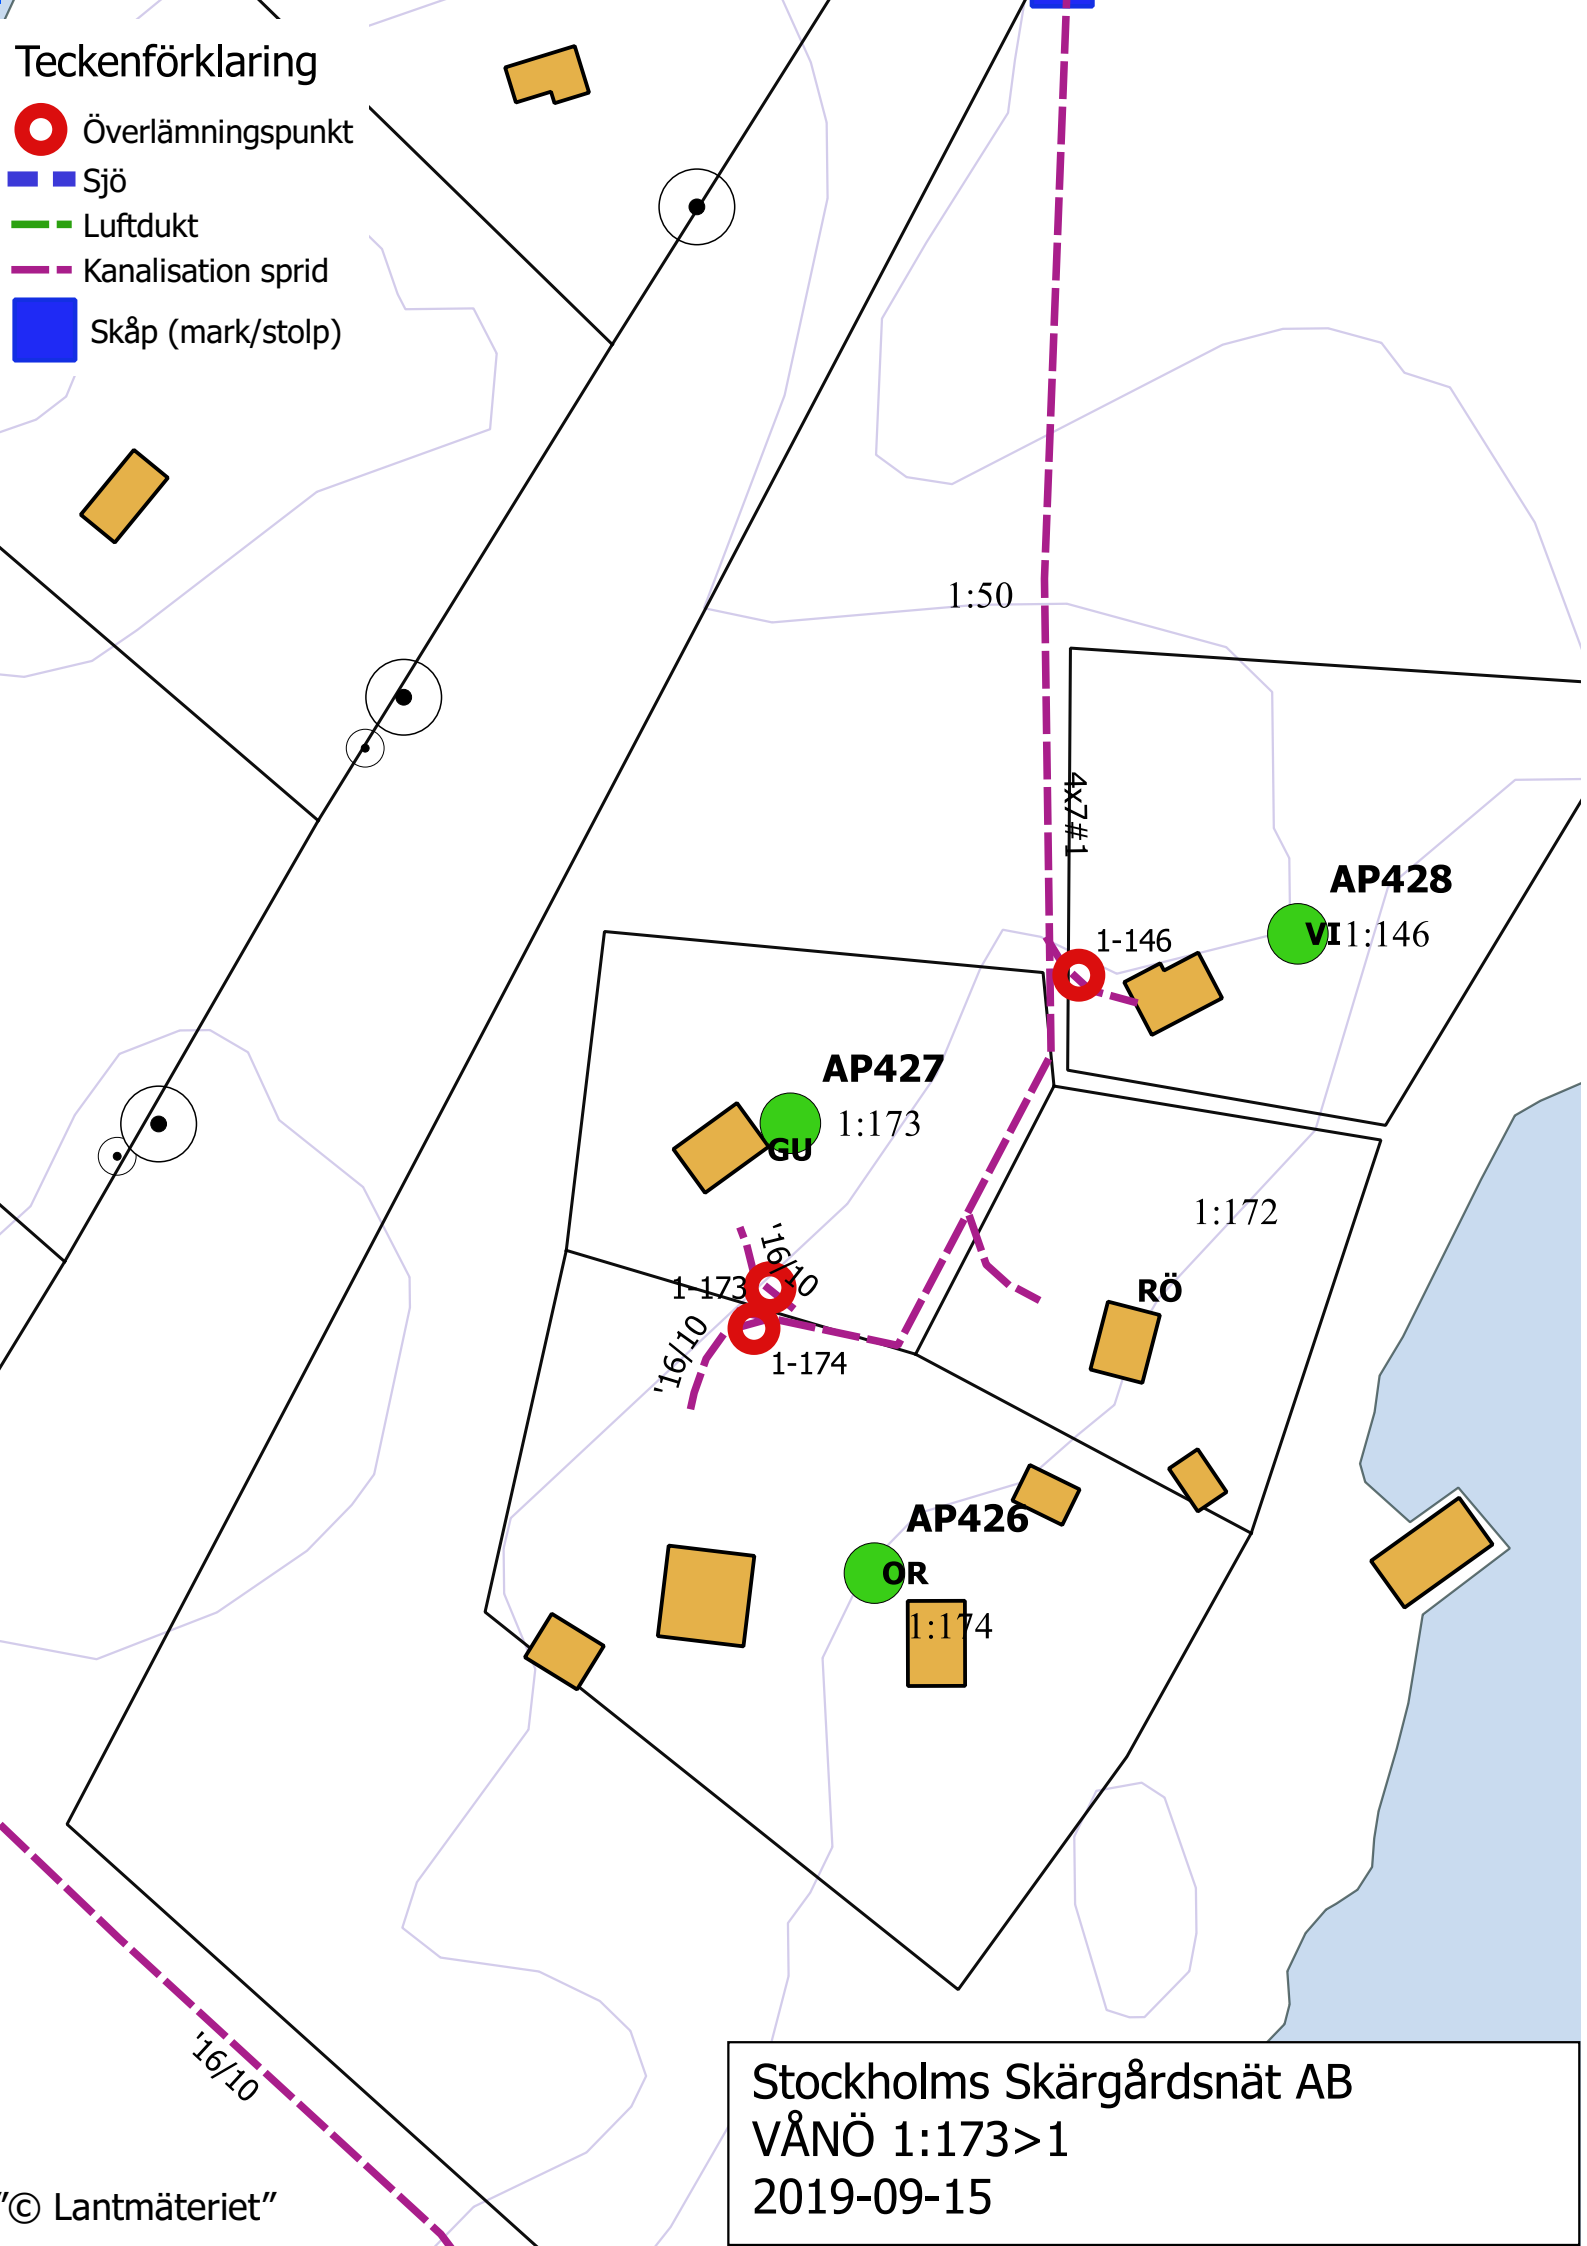 Teckenförklaring
Överlämningspunkt
Sjö
Luftdukt
Kanalisation sprid
Skåp (mark/stolp)
1:50
4x7#1
AP428
VI 1:146
1-146
AP427
1:173
GU
1:172
'16/10
1-173
RÖ
'16/10
1-174
AP426
OR
1:174
'16/10
"© Lantmäteriet"
Stockholms Skärgårdsnät AB
VÅNÖ 1:173>1
2019-09-15